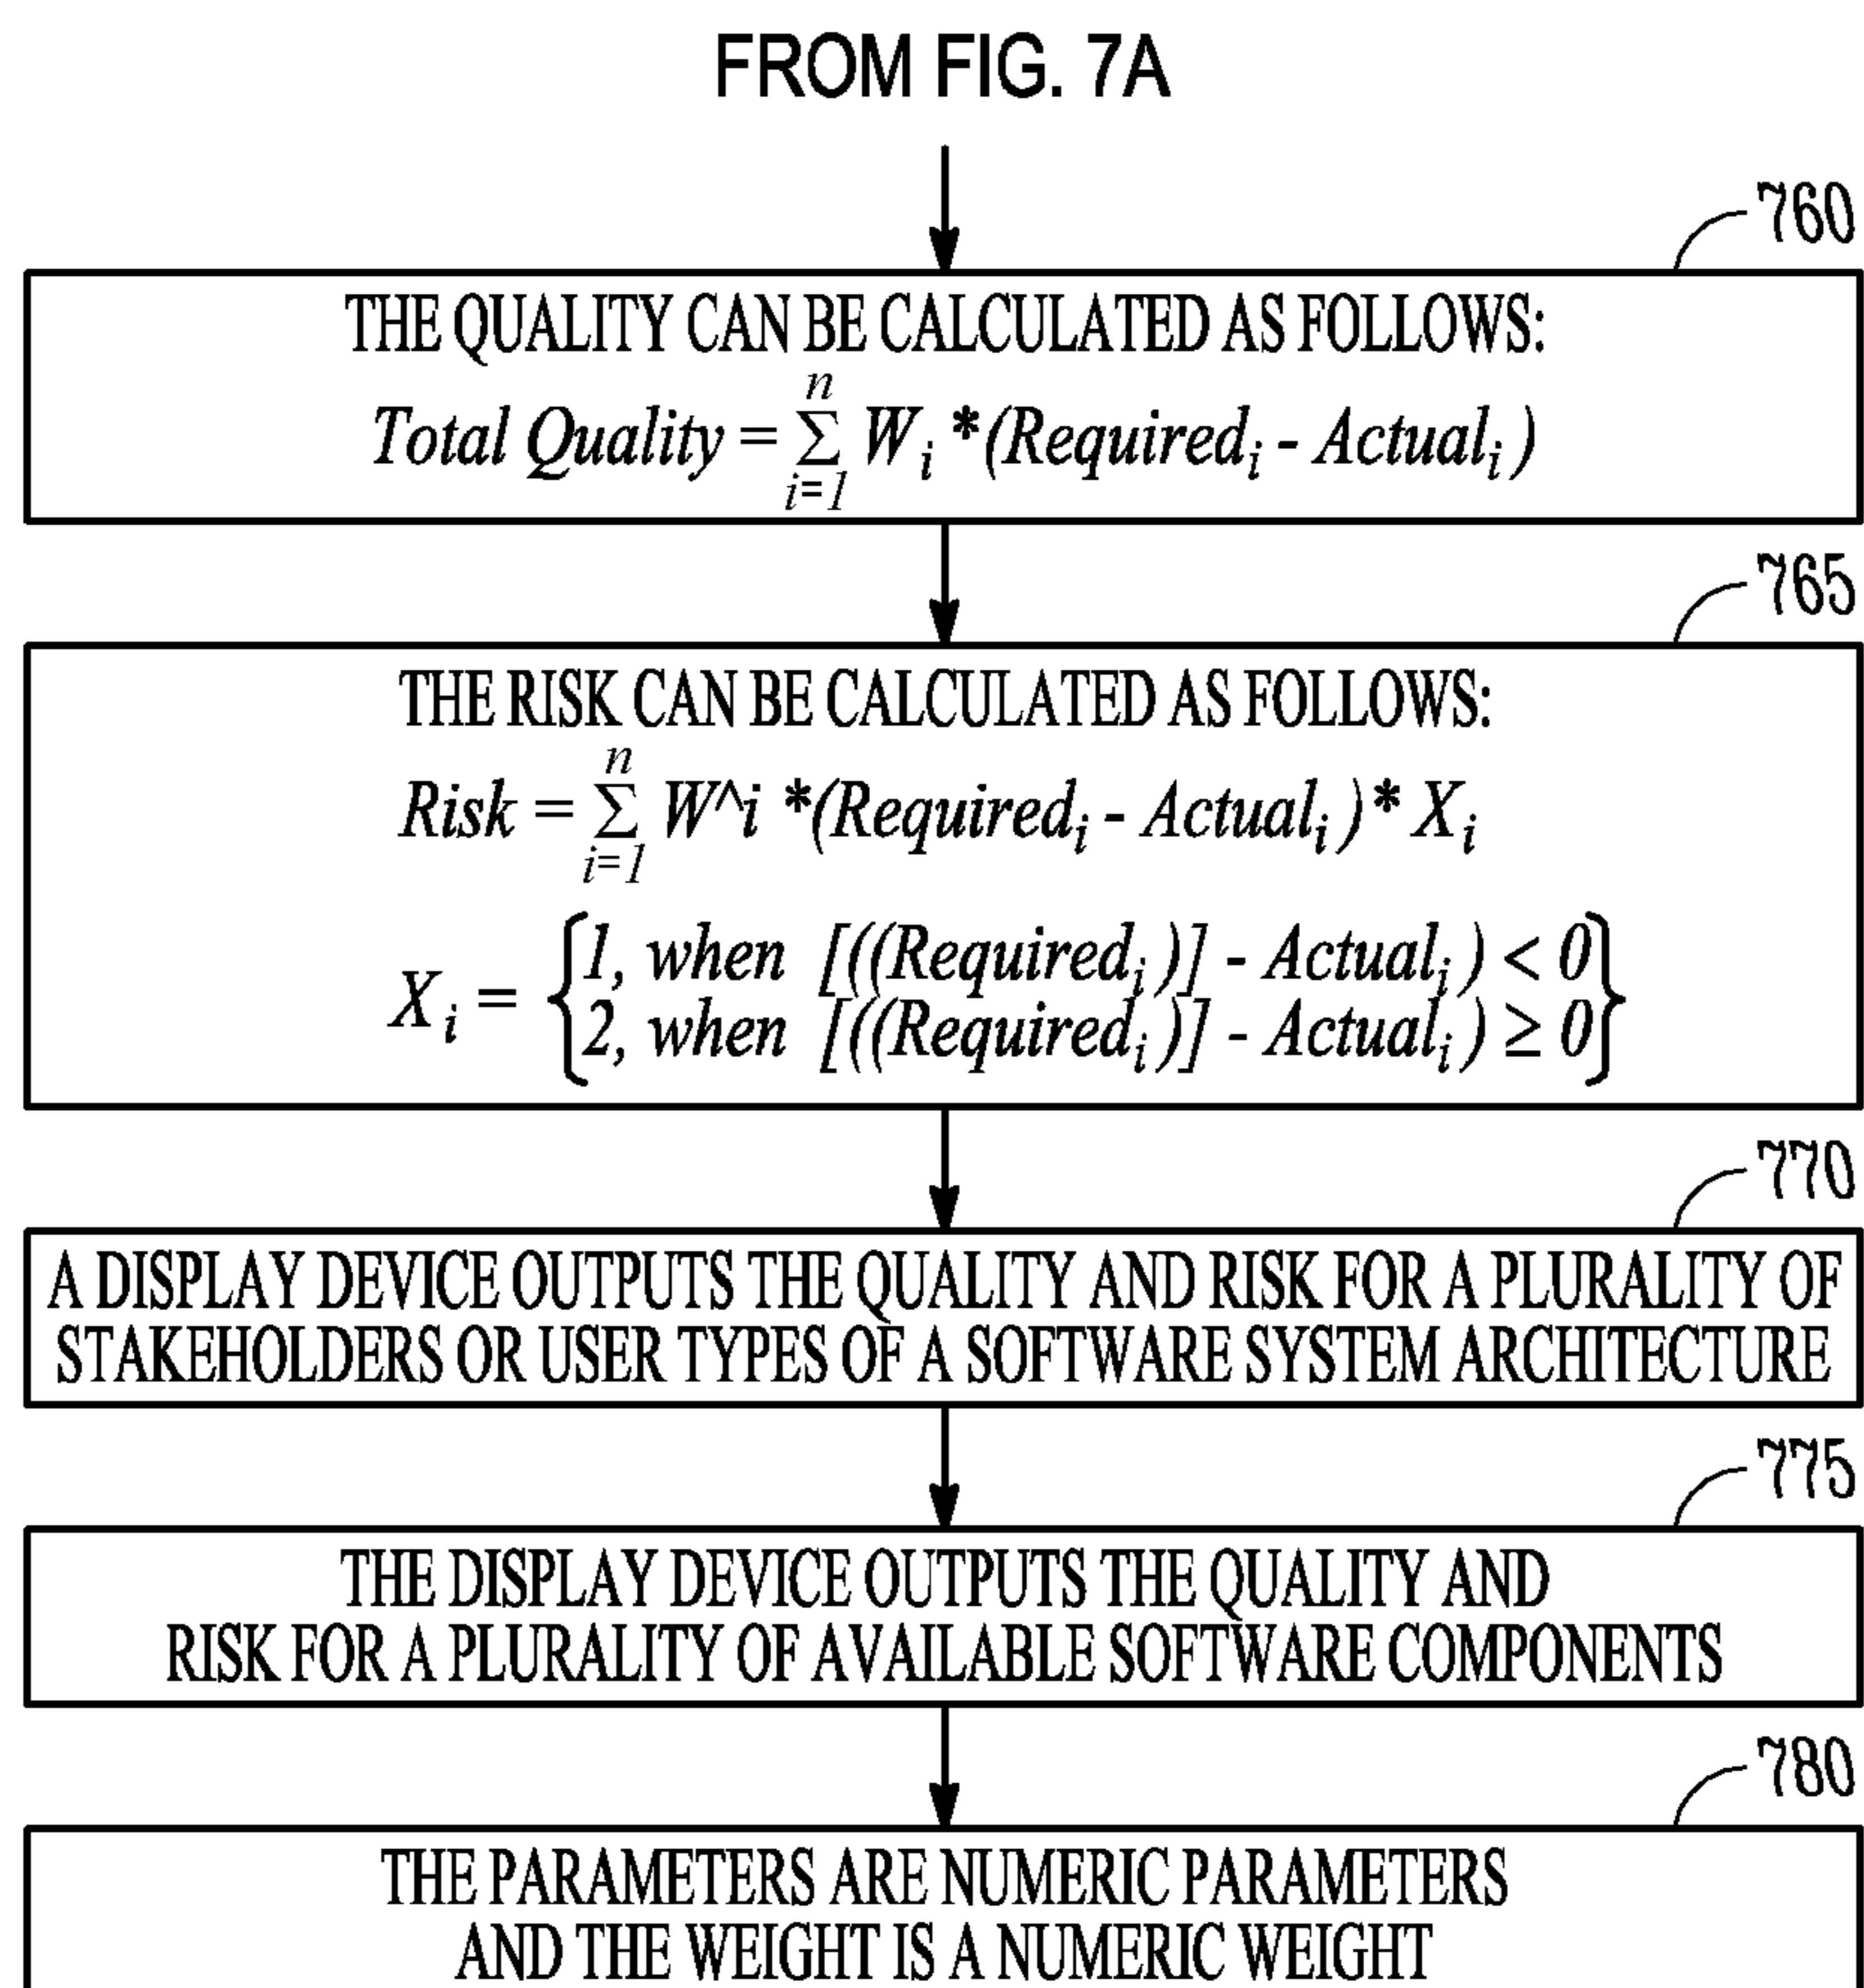 FROM FIG. 7A
760
THE QUALITY CAN BE CALCULATED AS FOLLOWS:
Total Quality = n Σ i=1 W_i *(Required_i - Actual_i)
765
THE RISK CAN BE CALCULATED AS FOLLOWS:
Risk = n Σ i=1 W^i *(Required_i - Actual_i)* X_i
X_i = {1, when [((Required_i)] - Actual_i) < 0
2, when [((Required_i)] - Actual_i) ≥ 0}
770
A DISPLAY DEVICE OUTPUTS THE QUALITY AND RISK FOR A PLURALITY OF
STAKEHOLDERS OR USER TYPES OF A SOFTWARE SYSTEM ARCHITECTURE
775
THE DISPLAY DEVICE OUTPUTS THE QUALITY AND
RISK FOR A PLURALITY OF AVAILABLE SOFTWARE COMPONENTS
780
THE PARAMETERS ARE NUMERIC PARAMETERS
AND THE WEIGHT IS A NUMERIC WEIGHT